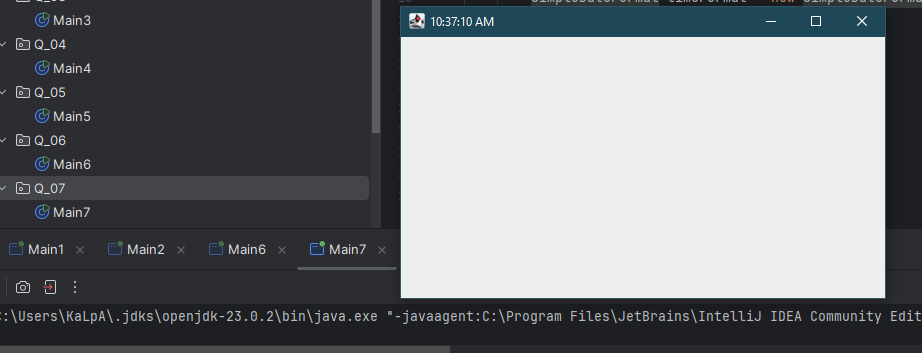 Main3
Q_04
Main4
Q_05
Main5
Q_06
Main6
Q_07
Main7
10:37:10 AM
Main1
Main2
Main6
Main7
C:\Users\KaLpA\.jdks\openjdk-23.0.2\bin\java.exe "-javaagent:C:\Program Files\JetBrains\IntelliJ IDEA Community Edit